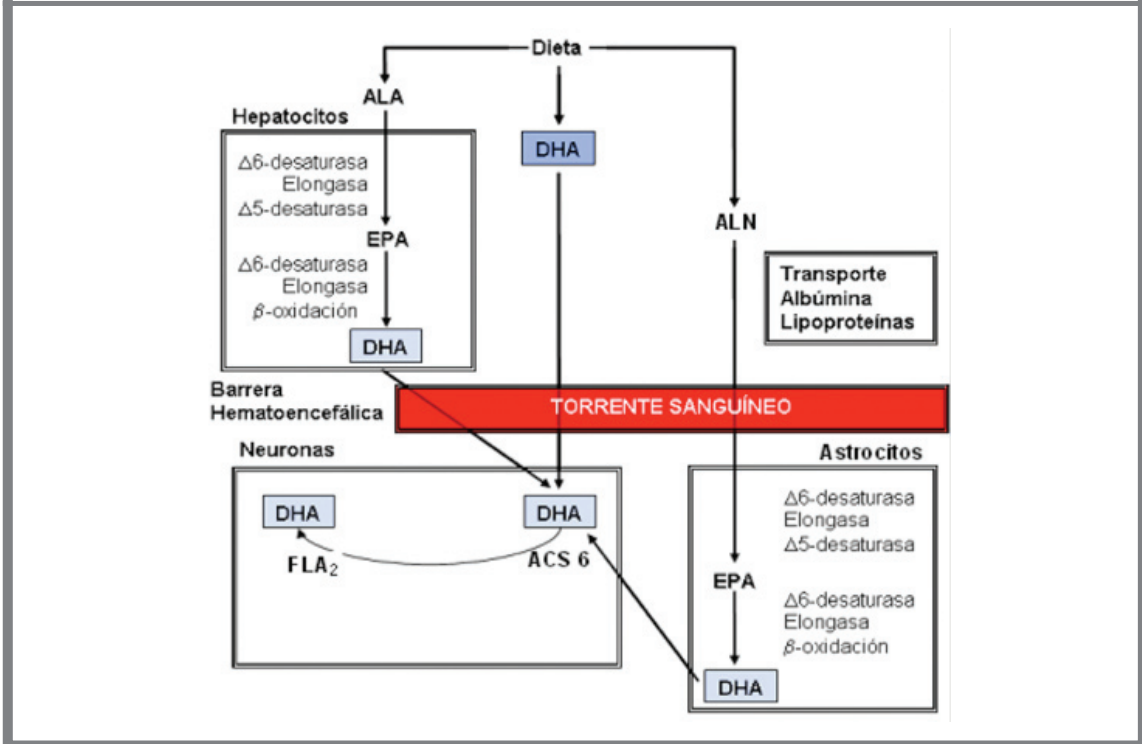 Dieta
ALA
Hepatocitos
Δ6-desaturasa
Elongasa
Δ5-desaturasa
EPA
Δ6-desaturasa
Elongasa
β-oxidación
DHA
DHA
ALN
Transporte
Albúmina
Lipoproteínas
Barrera
Hematoencefálica
TORRENTE SANGUÍNEO
Neuronas
DHA
DHA
FLA₂
ACS 6
Astrocitos
Δ6-desaturasa
Elongasa
Δ5-desaturasa
EPA
Δ6-desaturasa
Elongasa
β-oxidación
DHA